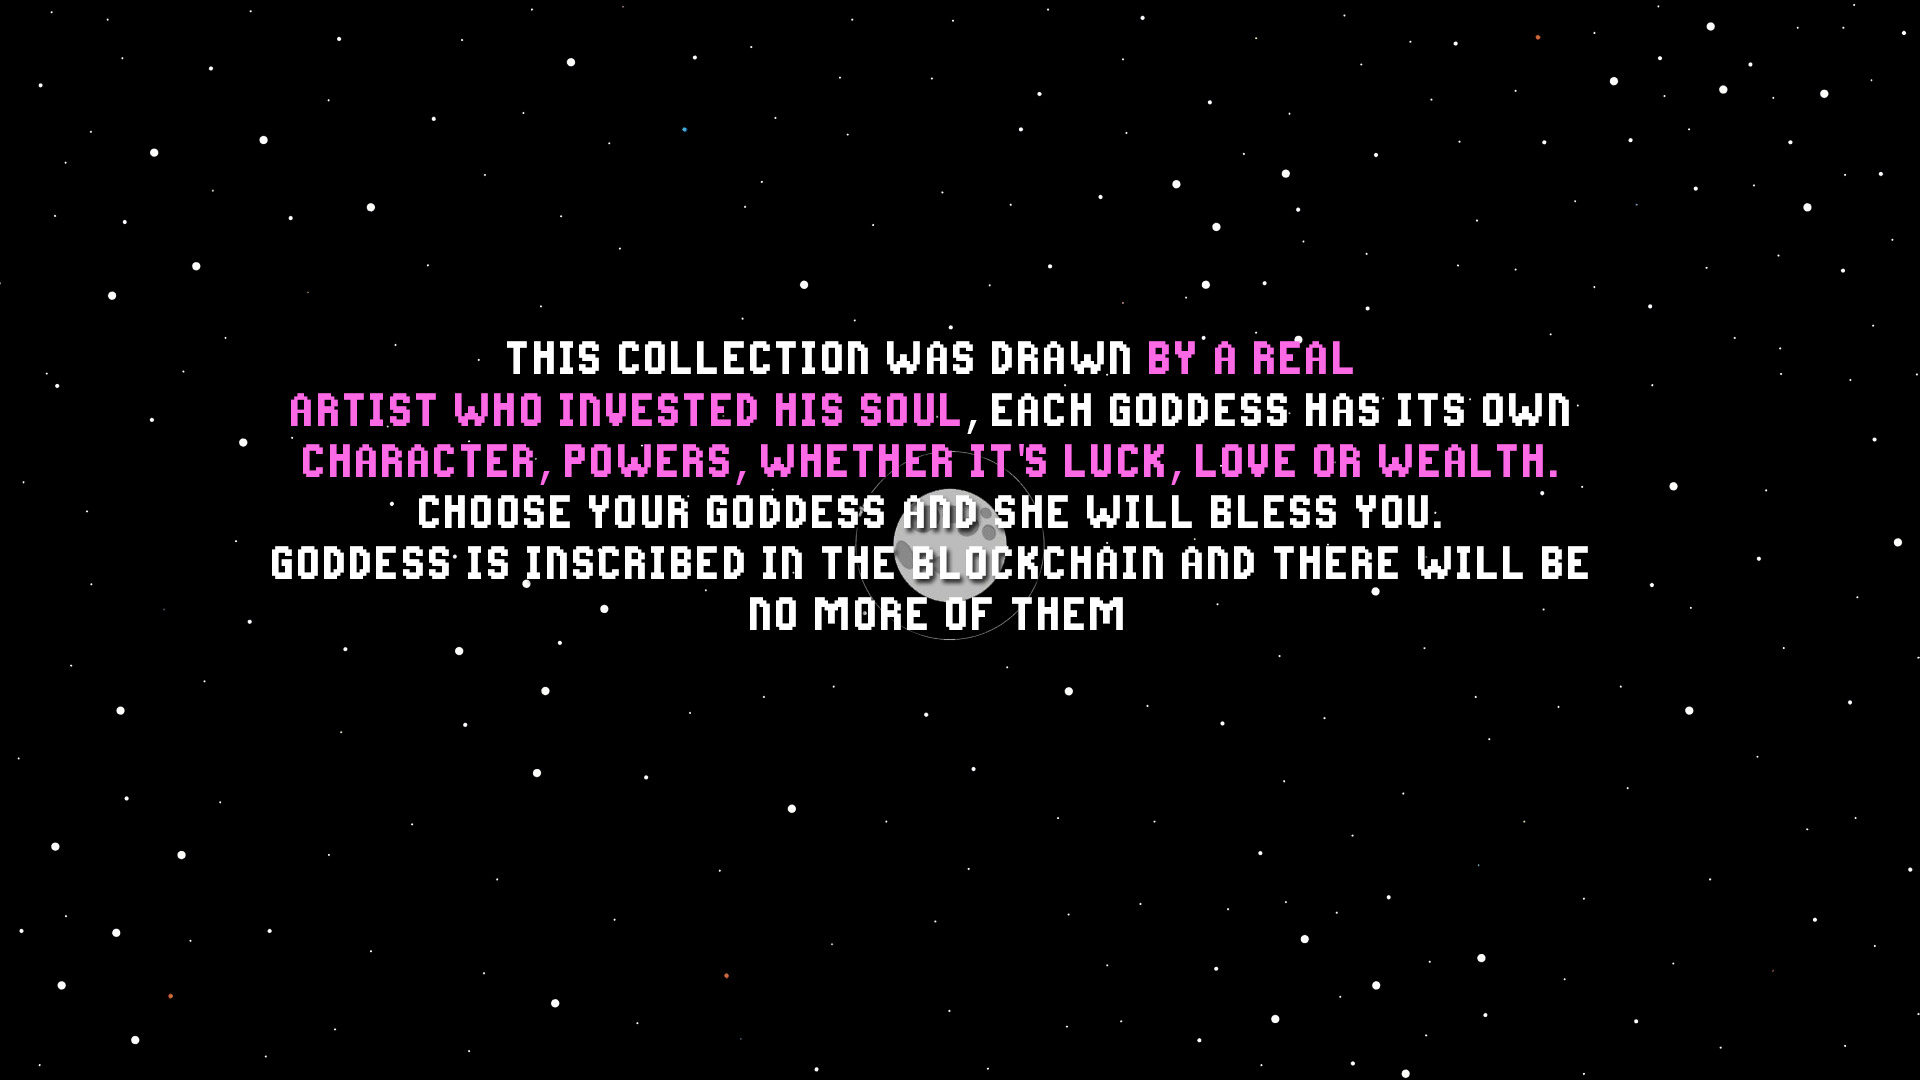 THIS COLLECTION WAS DRAWN BY A REAL
ARTIST WHO INVESTED HIS SOUL, EACH GODDESS HAS ITS OWN
CHARACTER, POWERS, WHETHER IT'S LUCK, LOVE OR WEALTH.
CHOOSE YOUR GODDESS AND SHE WILL BLESS YOU.
GODDESS IS INSCRIBED IN THE BLOCKCHAIN AND THERE WILL BE
NO MORE OF THEM